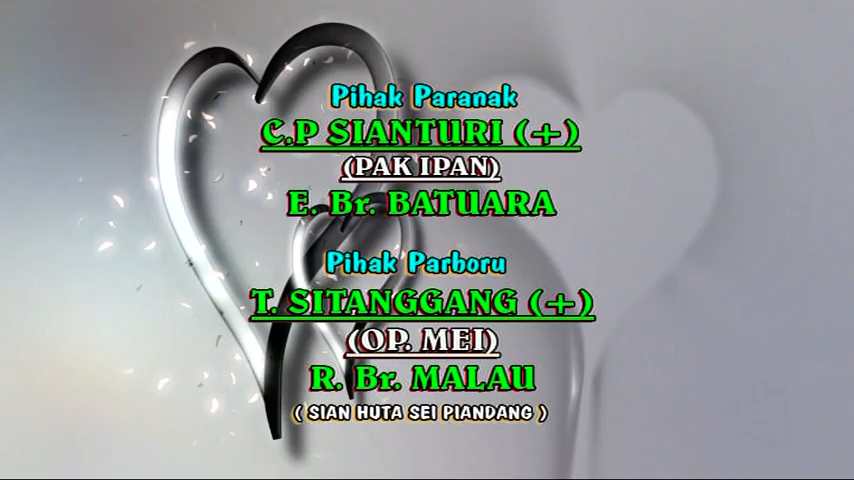 Pihak Paranak
C.P SIANTURI (+)
(PAK IPAN)
E. Br. BATUARA
Pihak Parboru
T. SITANGGANG (+)
(OP. MEI)
R. Br. MALAU
( SIAN HUTA SEI PIANDANG )